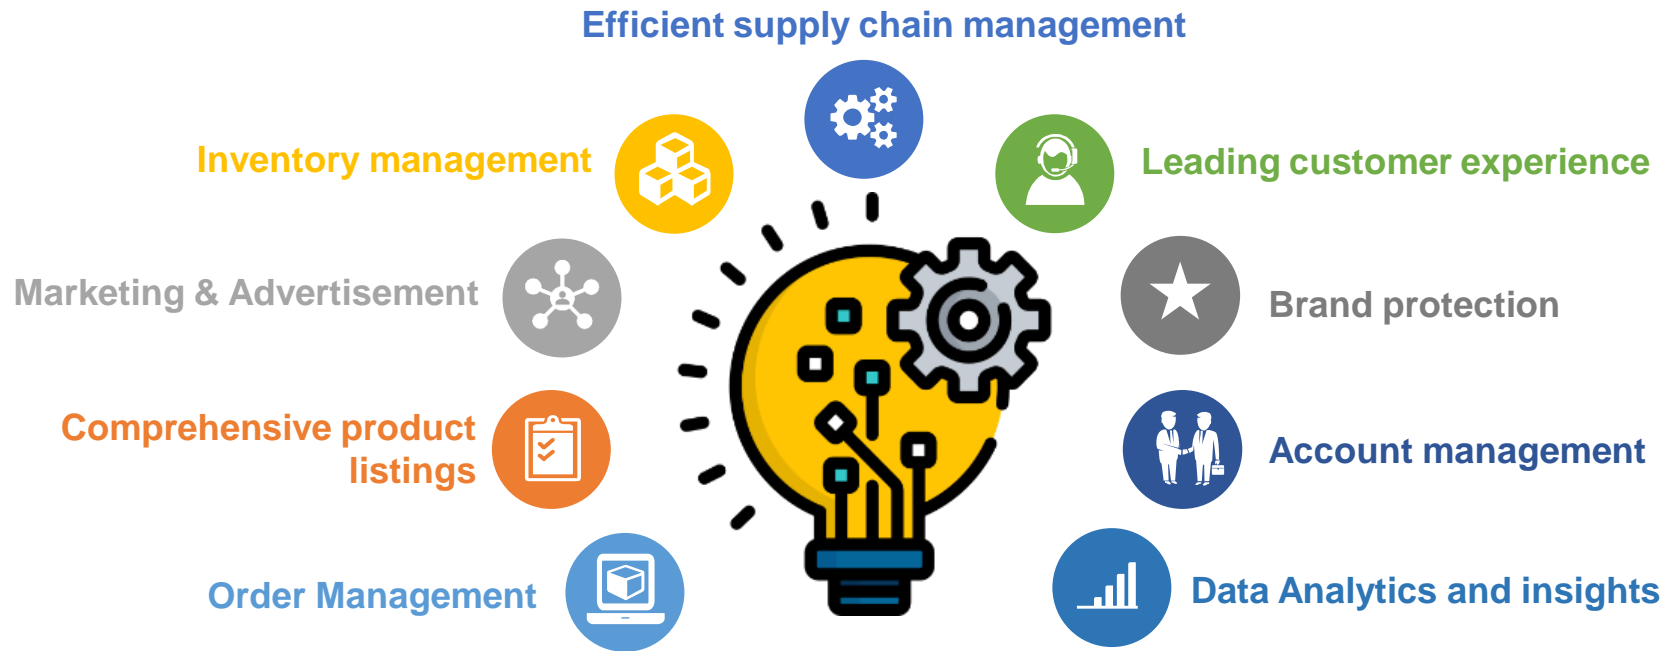 Efficient supply chain management
Inventory management
Leading customer experience
Marketing & Advertisement
Brand protection
Comprehensive product
listings
Account management
Order Management
Data Analytics and insights